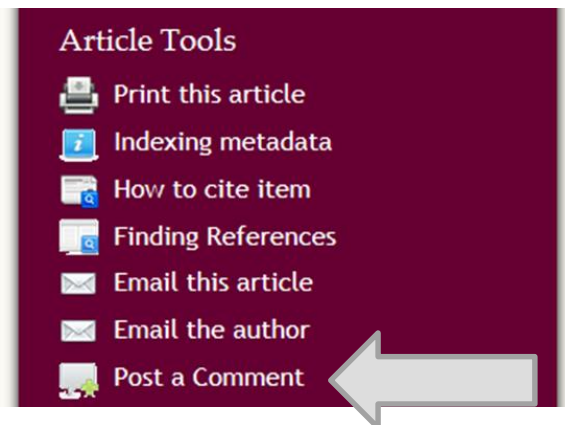 Article Tools
Print this article
Indexing metadata
How to cite item
Finding References
Email this article
Email the author
Post a Comment